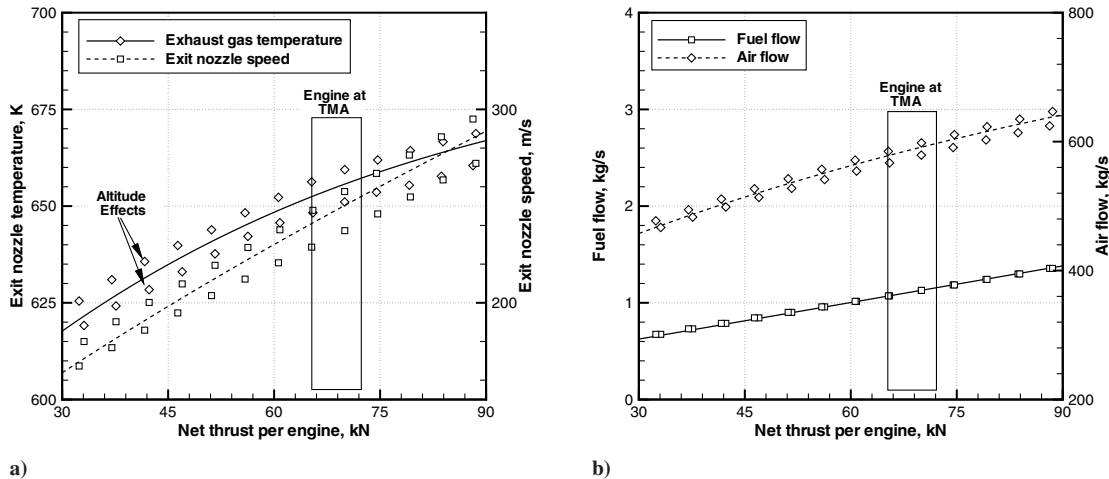 700
675
650
625
600
Exit nozzle temperature, K
Exhaust gas temperature
Exit nozzle speed
Engine at
TMA
Altitude
Effects
300
200
Exit nozzle speed, m/s
30
45
60
75
90
Net thrust per engine, kN
a)
4
3
2
1
0
Fuel flow, kg/s
Fuel flow
Air flow
Engine at
TMA
800
600
400
200
Air flow, kg/s
30
45
60
75
90
Net thrust per engine, kN
b)